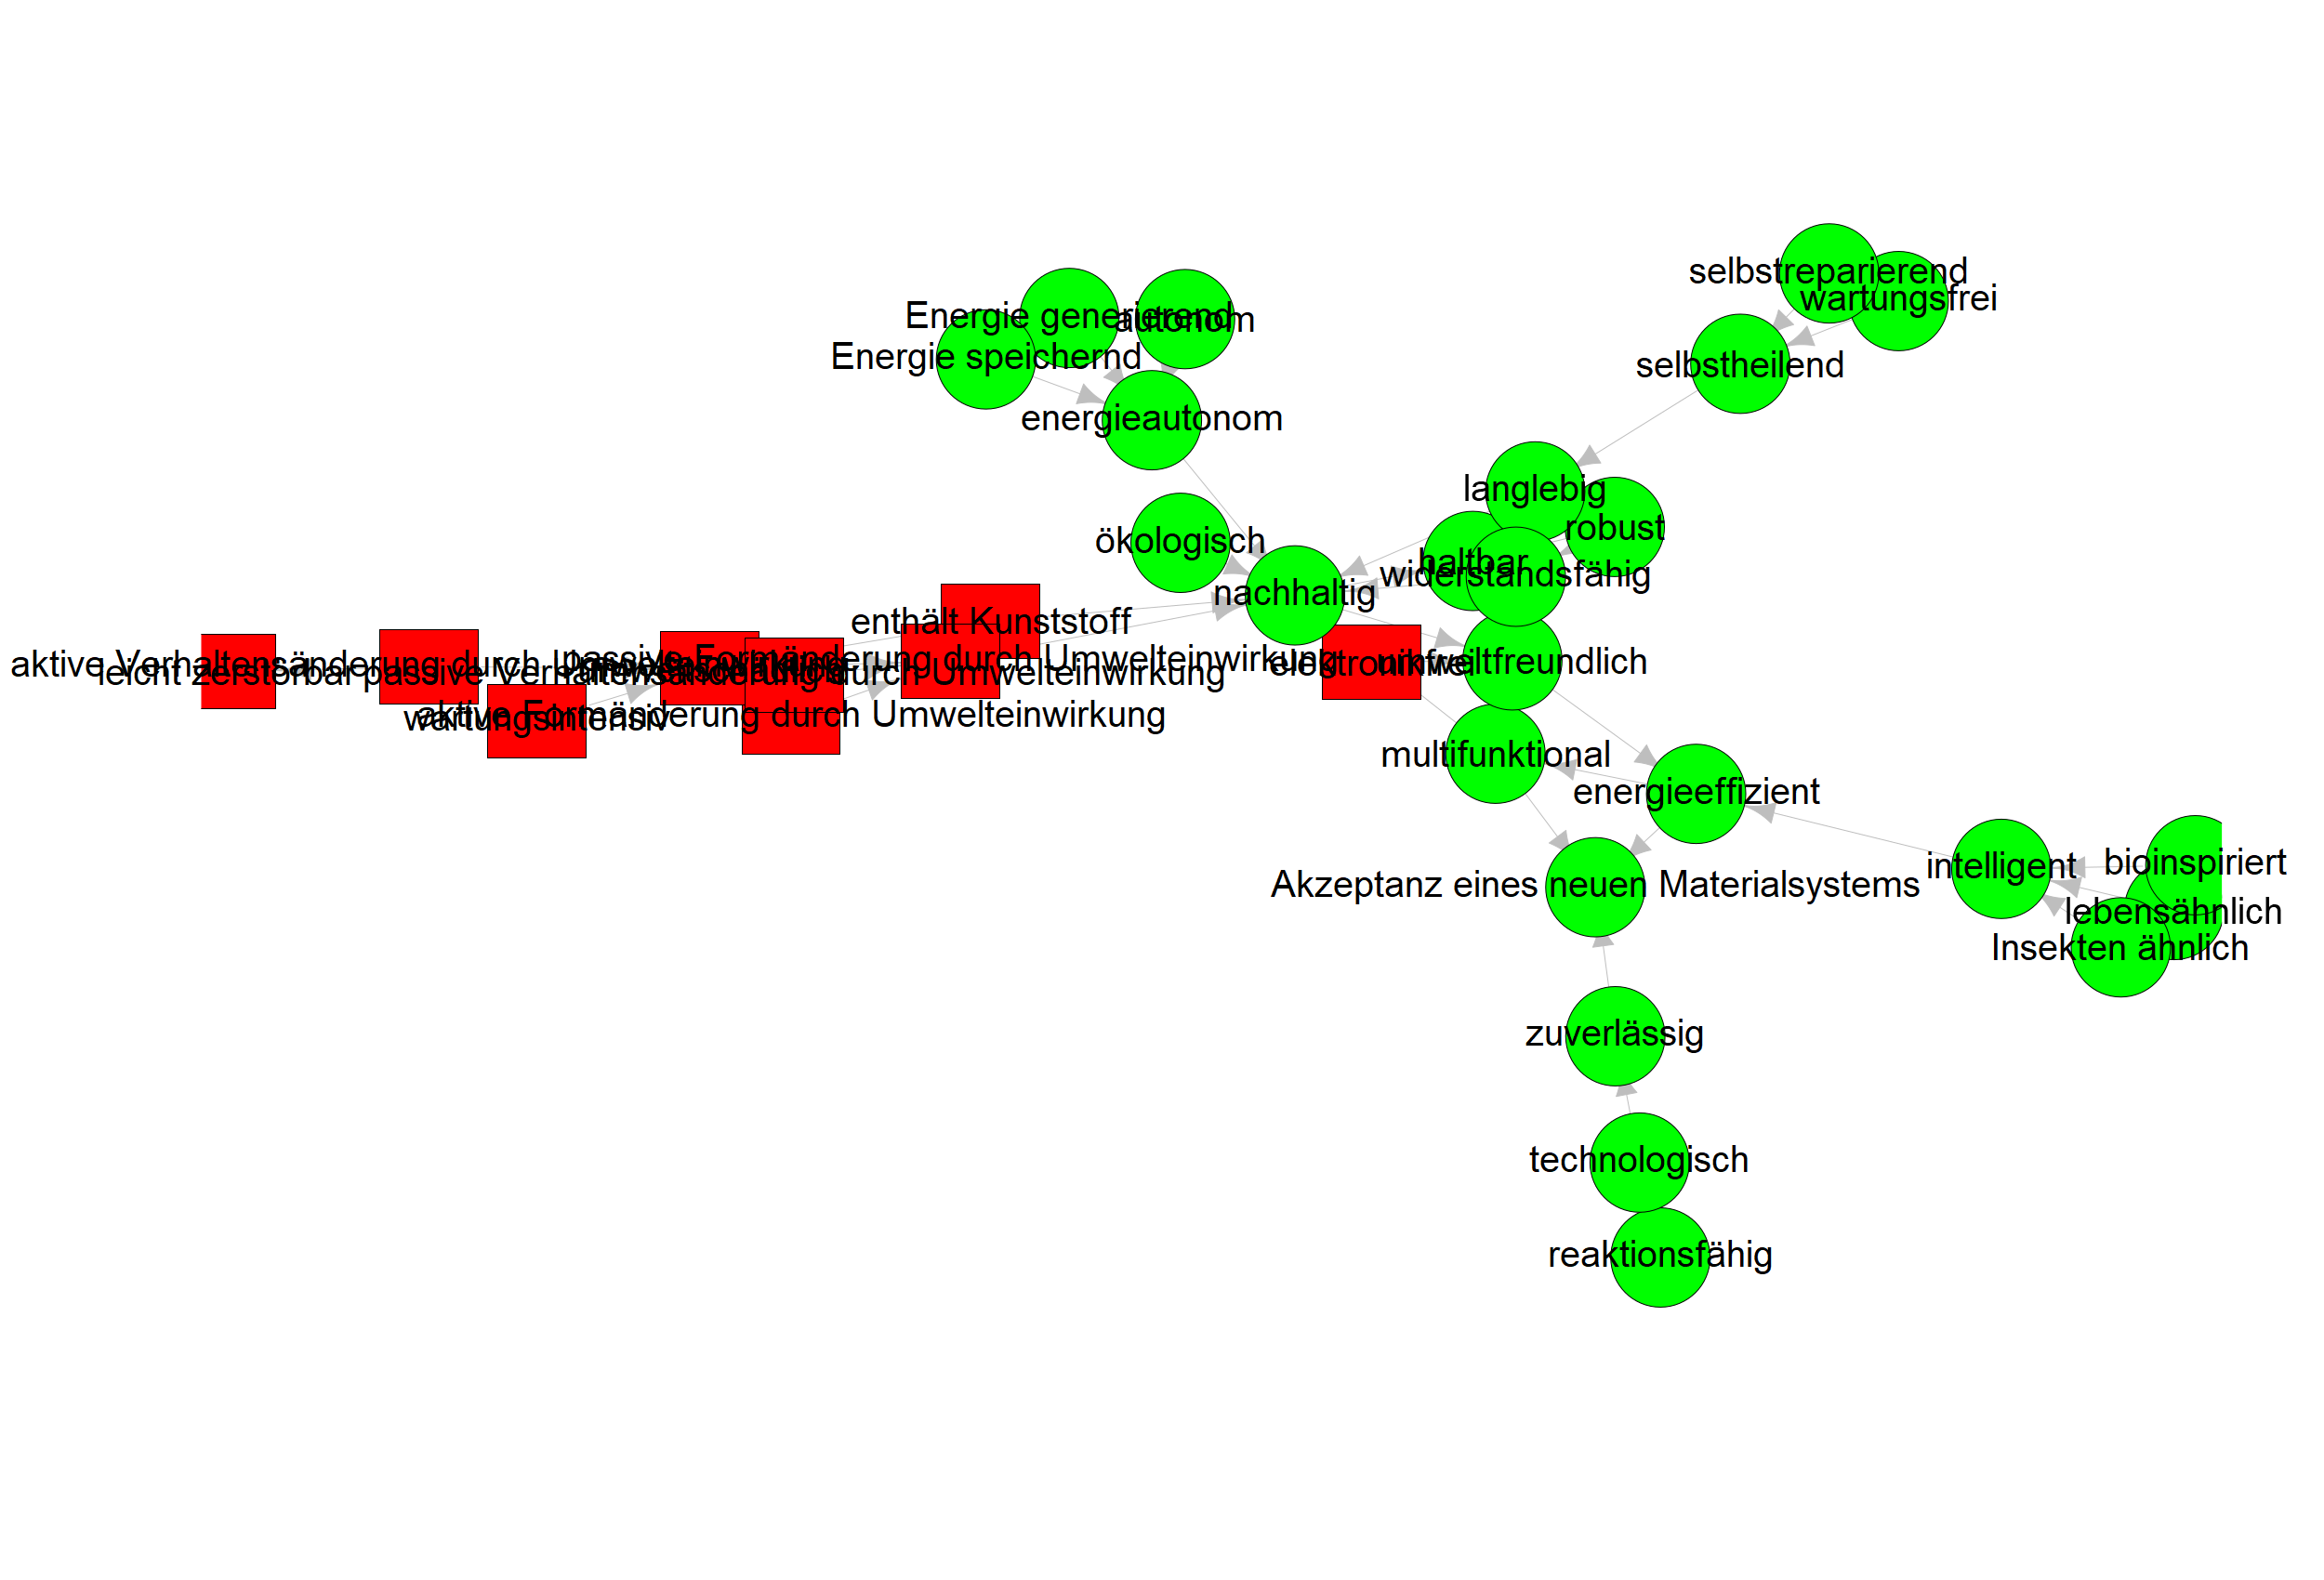 selbstreparierend
wartungsfrei
Energie generierend
autonom
Energie speichernd
selbstheilend
energieautonom
langlebig
robust
ökologisch
haltbar
widerstandsfähig
nachhaltig
enthält Kunststoff
passive Formänderung durch Umwelteinwirkung
elektronikfrei
umweltfreundlich
aktive Verhaltensänderung durch Umwelteinwirkung
leicht zerstörbar
passive Verhaltensänderung durch Umwelteinwirkung
wartungsintensiv
aktive Formänderung durch Umwelteinwirkung
multifunktional
energieeffizient
Akzeptanz eines neuen Materialsystems
intelligent
bioinspiriert
lebensähnlich
Insekten ähnlich
zuverlässig
technologisch
reaktionsfähig